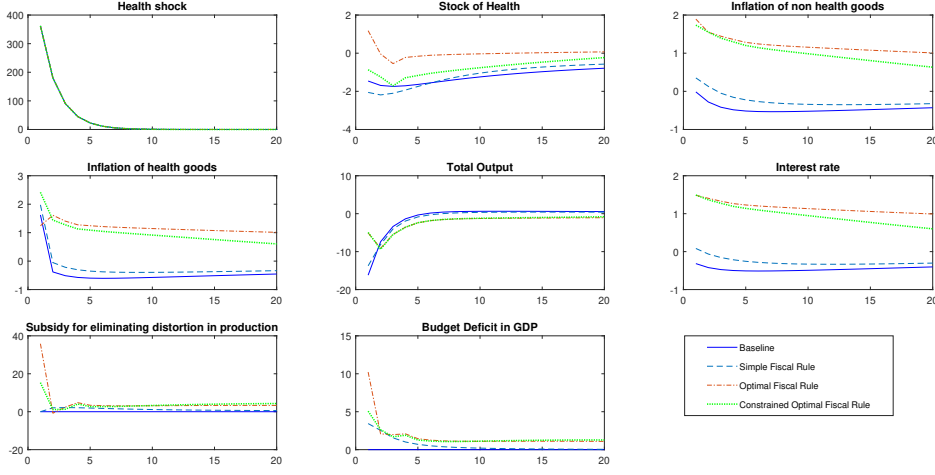 Health shock
400
300
200
100
0
0 5 10 15 20
Stock of Health
2
0
-2
-4
0 5 10 15 20
Inflation of non health goods
2
1
0
-1
0 5 10 15 20
Inflation of health goods
3
2
1
0
-1
0 5 10 15 20
Total Output
10
0
-10
-20
0 5 10 15 20
Interest rate
2
1
0
-1
0 5 10 15 20
Subsidy for eliminating distortion in production
40
20
0
-20
0 5 10 15 20
Budget Deficit in GDP
15
10
5
0
0 5 10 15 20
Baseline
Simple Fiscal Rule
Optimal Fiscal Rule
Constrained Optimal Fiscal Rule